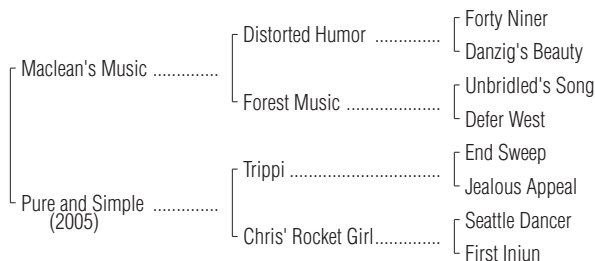 Forty Niner
Distorted Humor ..............
Danzig's Beauty
Maclean's Music ..............
Unbridled's Song
Forest Music ....................
Defer West
End Sweep
Trippi ................................
Jealous Appeal
Pure and Simple ..............
(2005)
Seattle Dancer
Chris' Rocket Girl..............
First Injun